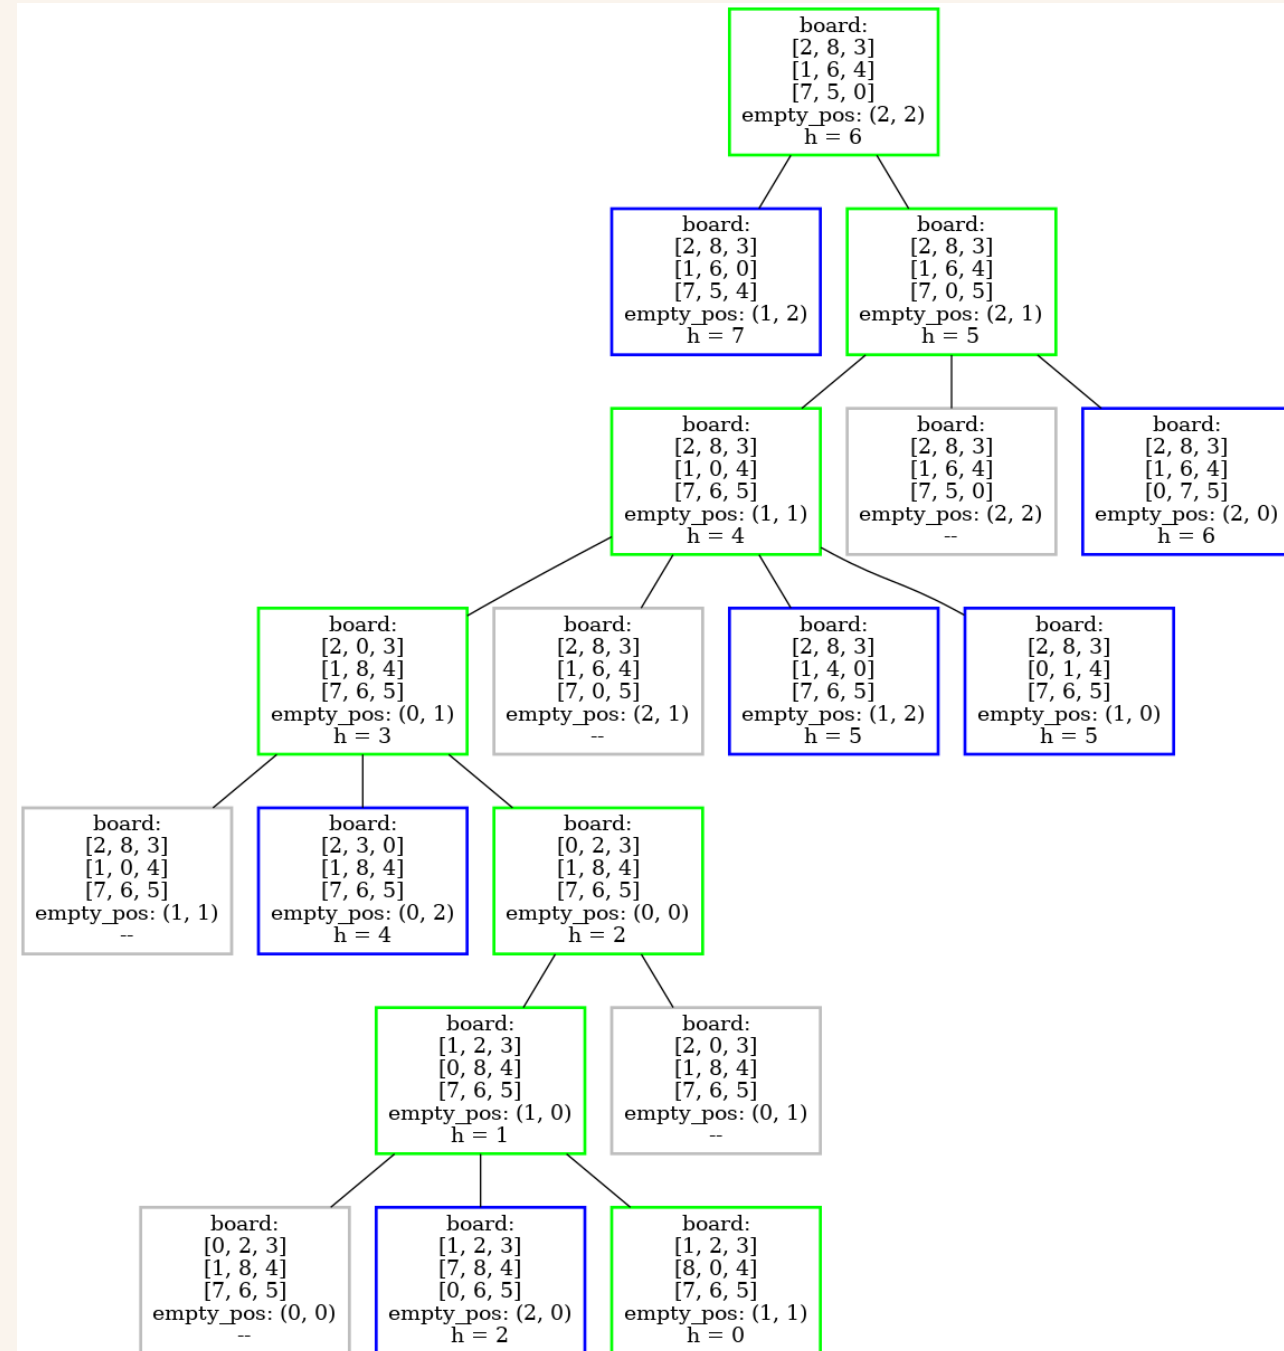 board:
[2, 8, 3]
[1, 6, 4]
[7, 5, 0]
empty_pos: (2, 2)
h = 6
board:
[2, 8, 3]
[1, 6, 0]
[7, 5, 4]
empty_pos: (1, 2)
h = 7
board:
[2, 8, 3]
[1, 6, 4]
[7, 0, 5]
empty_pos: (2, 1)
h = 5
board:
[2, 8, 3]
[1, 0, 4]
[7, 6, 5]
empty_pos: (1, 1)
h = 4
board:
[2, 8, 3]
[1, 6, 4]
[7, 5, 0]
empty_pos: (2, 2)
--
board:
[2, 8, 3]
[1, 6, 4]
[0, 7, 5]
empty_pos: (2, 0)
h = 6
board:
[2, 0, 3]
[1, 8, 4]
[7, 6, 5]
empty_pos: (0, 1)
h = 3
board:
[2, 8, 3]
[1, 6, 4]
[7, 0, 5]
empty_pos: (2, 1)
--
board:
[2, 8, 3]
[1, 4, 0]
[7, 6, 5]
empty_pos: (1, 2)
h = 5
board:
[2, 8, 3]
[0, 1, 4]
[7, 6, 5]
empty_pos: (1, 0)
h = 5
board:
[2, 8, 3]
[1, 0, 4]
[7, 6, 5]
empty_pos: (1, 1)
--
board:
[2, 3, 0]
[1, 8, 4]
[7, 6, 5]
empty_pos: (0, 2)
h = 4
board:
[0, 2, 3]
[1, 8, 4]
[7, 6, 5]
empty_pos: (0, 0)
h = 2
board:
[1, 2, 3]
[0, 8, 4]
[7, 6, 5]
empty_pos: (1, 0)
h = 1
board:
[2, 0, 3]
[1, 8, 4]
[7, 6, 5]
empty_pos: (0, 1)
--
board:
[0, 2, 3]
[1, 8, 4]
[7, 6, 5]
empty_pos: (0, 0)
--
board:
[1, 2, 3]
[7, 8, 4]
[0, 6, 5]
empty_pos: (2, 0)
h = 2
board:
[1, 2, 3]
[8, 0, 4]
[7, 6, 5]
empty_pos: (1, 1)
h = 0